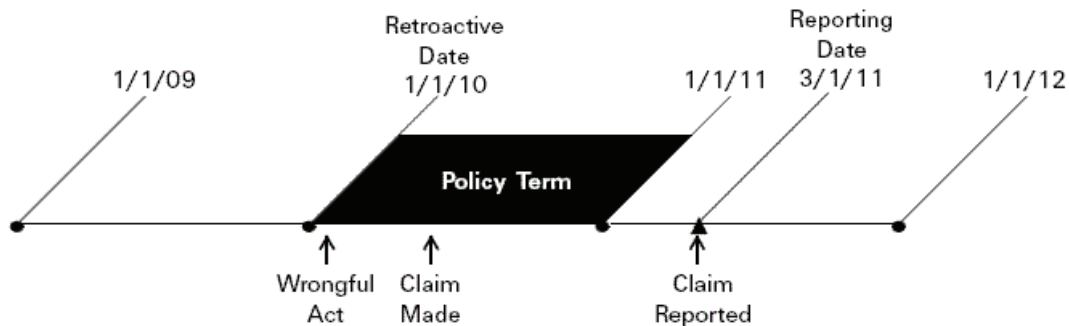 Retroactive
Date
1/1/09
1/1/10
1/1/11
Reporting
Date
3/1/11
1/1/12
Policy Term
Wrongful
Act
Claim
Made
Claim
Reported